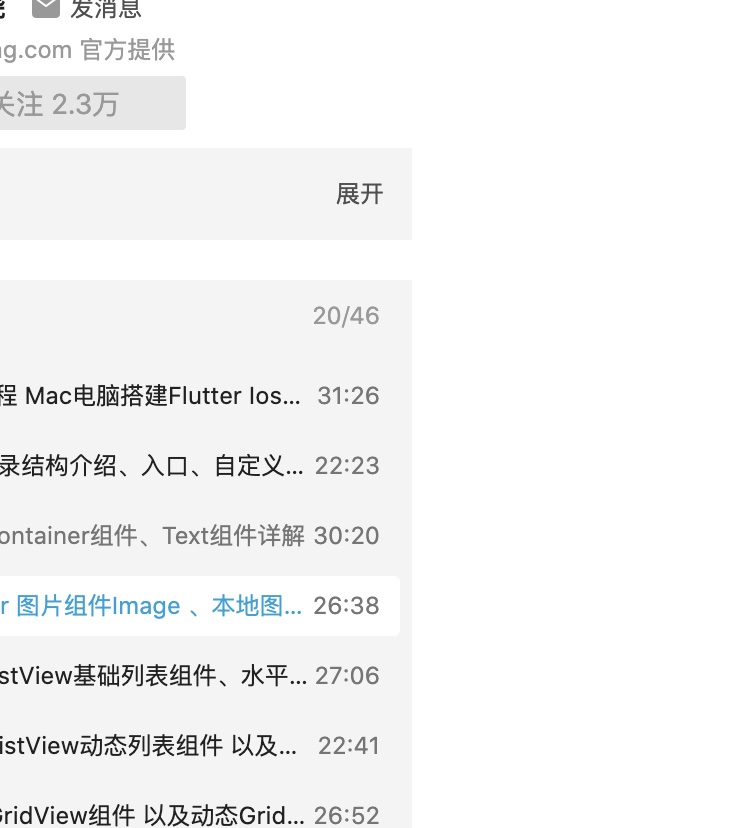 发消息
g.com 官方提供
关注 2.3万
展开
20/46
程 Mac电脑搭建Flutter Ios... 31:26
录结构介绍、入口、自定义... 22:23
ontainer组件、Text组件详解 30:20
r 图片组件Image 、本地图... 26:38
stView基础列表组件、水平... 27:06
istView动态列表组件 以及... 22:41
GridView组件 以及动态Grid... 26:52